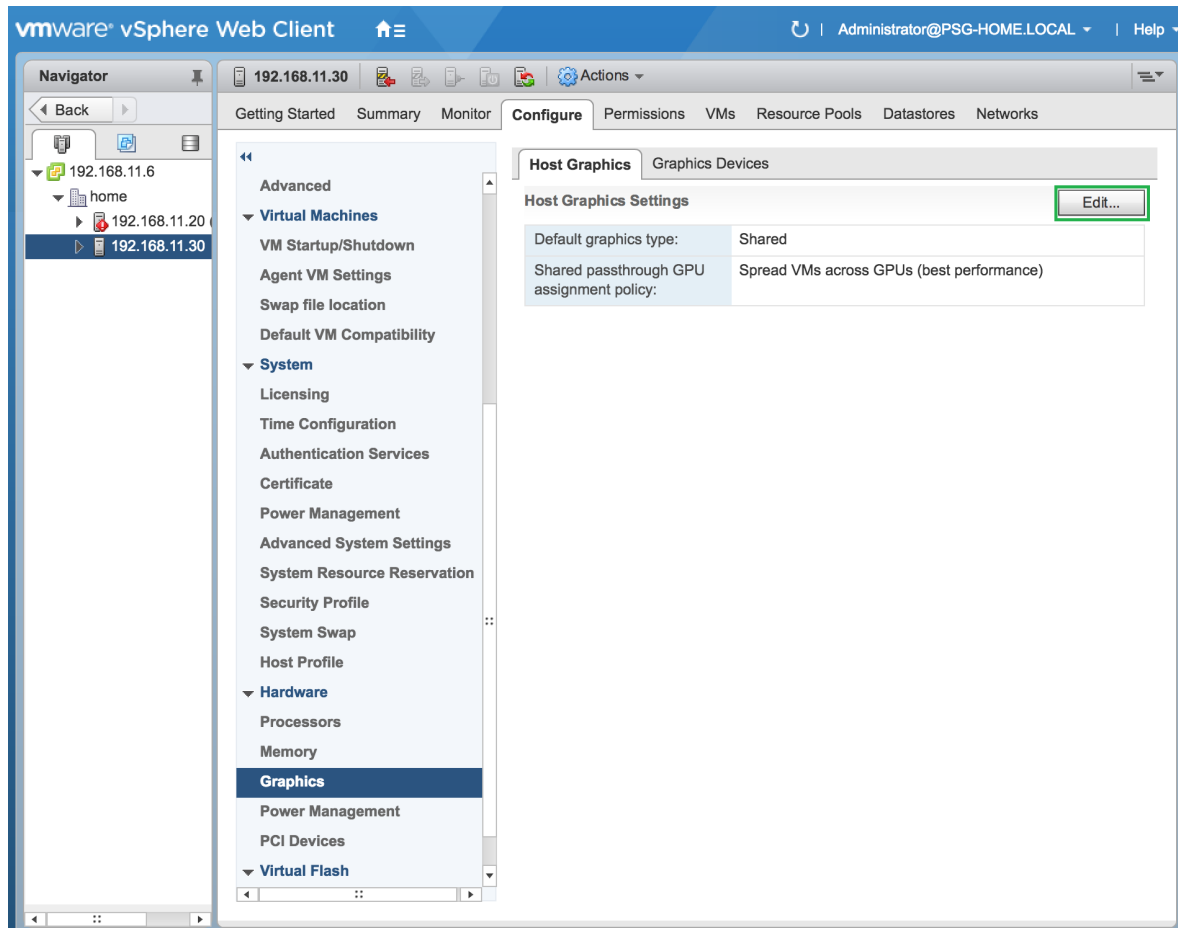 vmware® vSphere Web Client
Administrator@PSG-HOME.LOCAL
Help
Navigator
192.168.11.30
Actions
Back
Getting Started
Summary
Monitor
Configure
Permissions
VMs
Resource Pools
Datastores
Networks
192.168.11.6
home
192.168.11.20 (
192.168.11.30
Advanced
Virtual Machines
VM Startup/Shutdown
Agent VM Settings
Swap file location
Default VM Compatibility
System
Licensing
Time Configuration
Authentication Services
Certificate
Power Management
Advanced System Settings
System Resource Reservation
Security Profile
System Swap
Host Profile
Hardware
Processors
Memory
Graphics
Power Management
PCI Devices
Virtual Flash
Host Graphics
Graphics Devices
Host Graphics Settings
Edit...
Default graphics type:
Shared
Shared passthrough GPU
assignment policy:
Spread VMs across GPUs (best performance)